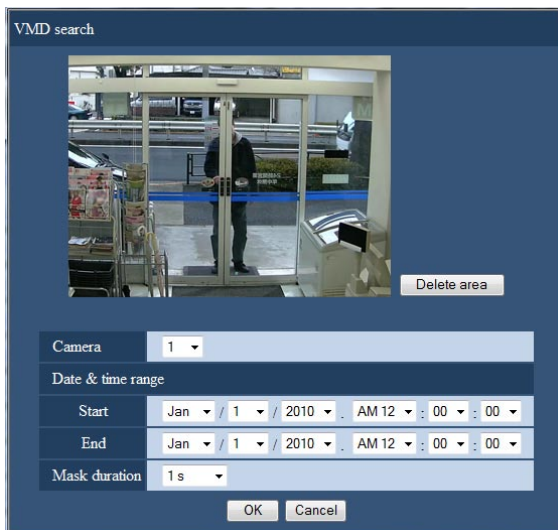 VMD search
Delete area
Camera 1
Date & time range
Start Jan / 1 / 2010 . AM 12 : 00 : 00
End Jan / 1 / 2010 . AM 12 : 00 : 00
Mask duration 1 s
OK Cancel